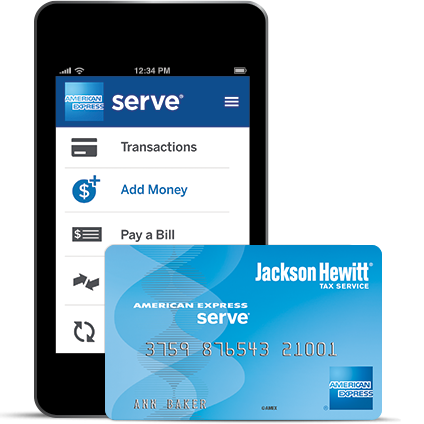 12:34 PM
AMERICAN
EXPRESS
serve®
Transactions
Add Money
Pay a Bill
Jackson Hewitt®
TAX SERVICE
AMERICAN EXPRESS
serve®
3759 876543 21001
AMERICAN
EXPRESS
ANN BAKER
©AMEX
®